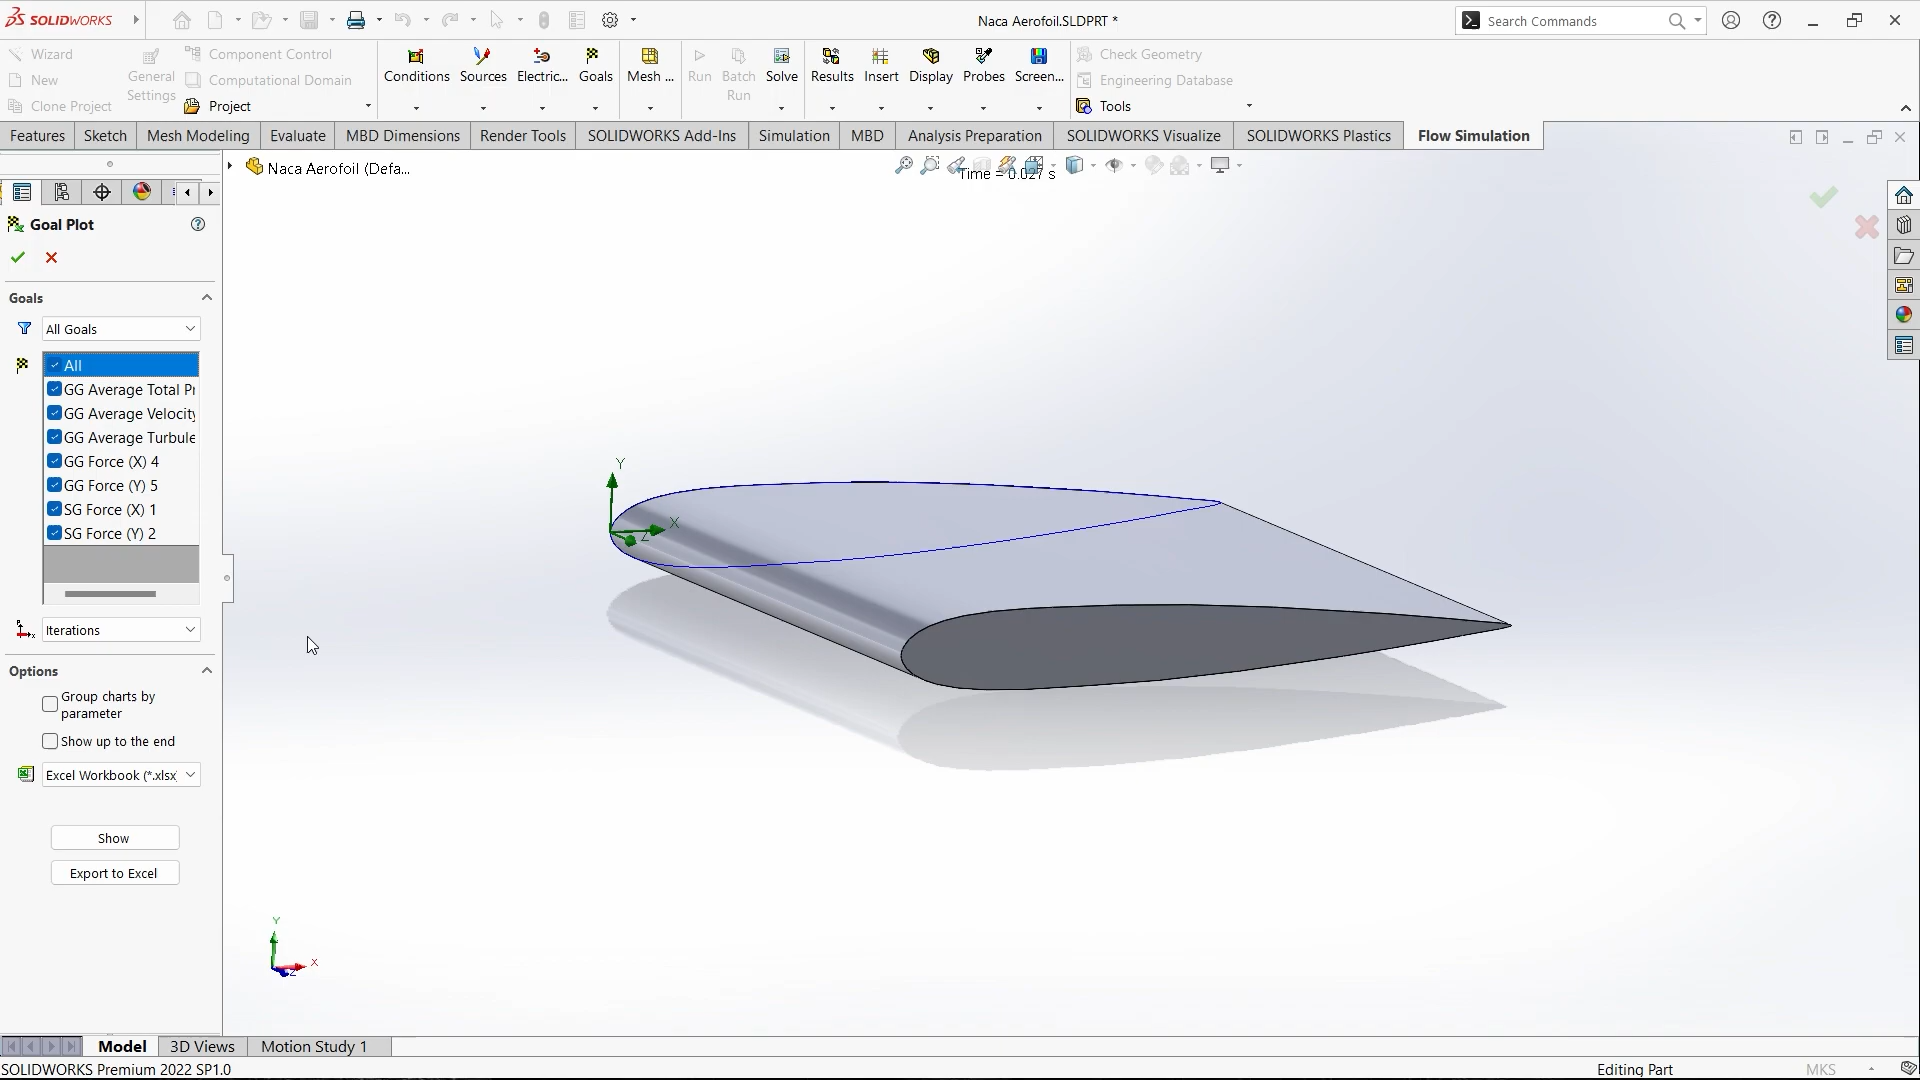 SOLIDWORKS
Naca Aerofoil.SLDPRT *
Search Commands
Wizard
New
Clone Project
General
Settings
Component Control
Computational Domain
Project
Conditions
Sources
Electric...
Goals
Mesh ...
Run
Batch
Run
Solve
Results
Insert
Display
Probes
Screen...
Check Geometry
Engineering Database
Tools
Features
Sketch
Mesh Modeling
Evaluate
MBD Dimensions
Render Tools
SOLIDWORKS Add-Ins
Simulation
MBD
Analysis Preparation
SOLIDWORKS Visualize
SOLIDWORKS Plastics
Flow Simulation
Naca Aerofoil (Defa...
Time = 0.027 s
Goal Plot
Goals
All Goals
All
GG Average Total Pr
GG Average Velocity
GG Average Turbule
GG Force (X) 4
GG Force (Y) 5
SG Force (X) 1
SG Force (Y) 2
Iterations
Options
Group charts by
parameter
Show up to the end
Excel Workbook (*.xlsx
Show
Export to Excel
Y
X
Z
Y
X
Z
Model
3D Views
Motion Study 1
SOLIDWORKS Premium 2022 SP1.0
Editing Part
MKS